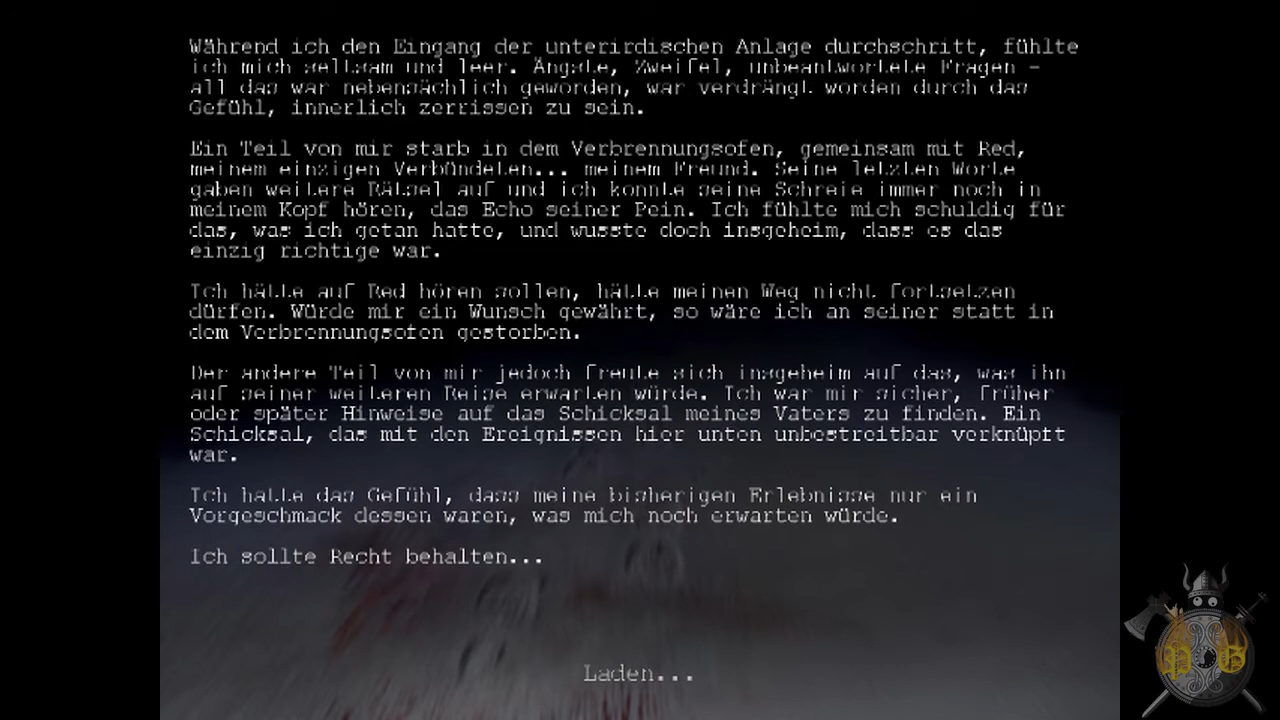 Während ich den Eingang der unterirdischen Anlage durchschritt, fühlte
ich mich seltsam und leer. Ängste, Zweifel, unbeantwortete Fragen -
all das war nebensächlich geworden, war verdrängt worden durch das
Gefühl, innerlich zerrissen zu sein.
Ein Teil von mir starb in dem Verbrennungsofen, gemeinsam mit Red,
meinem einzigen Verbündeten... meinem Freund. Seine letzten Worte
gaben weitere Rätsel auf und ich konnte seine Schreie immer noch in
meinem Kopf hören, das Echo seiner Pein. Ich fühlte mich schuldig für
das, was ich getan hatte, und wusste doch insgeheim, dass es das
einzig richtige war.
Ich hätte auf Red hören sollen, hätte meinen Weg nicht fortsetzen
dürfen. Würde mir ein Wunsch gewährt, so wäre ich an seiner statt in
dem Verbrennungsofen gestorben.
Der andere Teil von mir jedoch freute sich insgeheim auf das, was ihn
auf seiner weiteren Reise erwarten würde. Ich war mir sicher, früher
oder später Hinweise auf das Schicksal meines Vaters zu finden. Ein
Schicksal, das mit den Ereignissen hier unten unbestreitbar verknüpft
war.
Ich hatte das Gefühl, dass meine bisherigen Erlebnisse nur ein
Vorgeschmack dessen waren, was mich noch erwarten würde.
Ich sollte Recht behalten...
Laden...